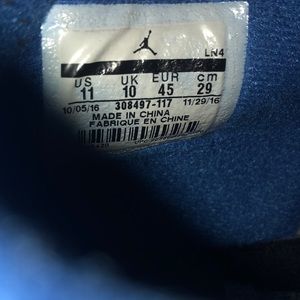 LN4
US UK EUR cm
11 10 45 29
10/05/16 308497-117 11/29/16
MADE IN CHINA
FABRIQUE EN CHINE